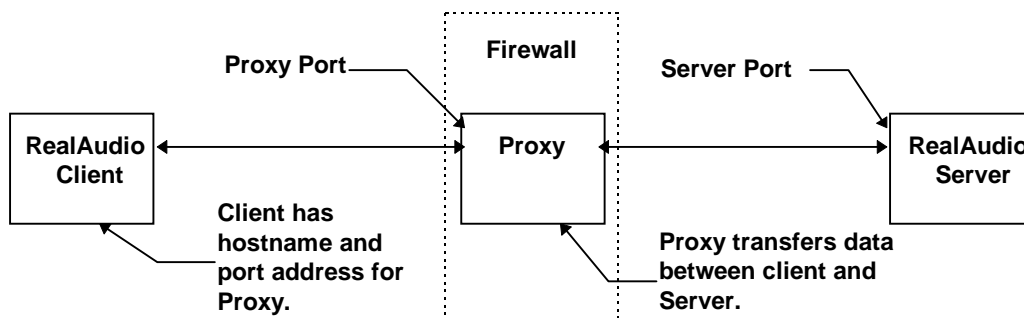 Firewall
Proxy Port
Server Port
RealAudio
Client
Proxy
RealAudio
Server
Client has
hostname and
port address for
Proxy.
Proxy transfers data
between client and
Server.